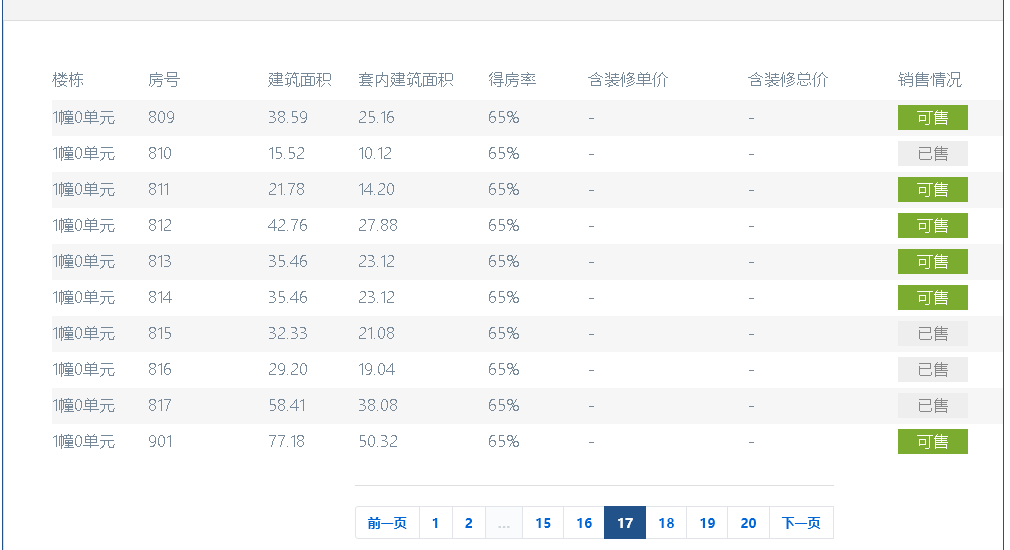 楼栋 房号 建筑面积 套内建筑面积 得房率 含装修单价 含装修总价 销售情况
1幢0单元 809 38.59 25.16 65% - - 可售
1幢0单元 810 15.52 10.12 65% - - 已售
1幢0单元 811 21.78 14.20 65% - - 可售
1幢0单元 812 42.76 27.88 65% - - 可售
1幢0单元 813 35.46 23.12 65% - - 可售
1幢0单元 814 35.46 23.12 65% - - 可售
1幢0单元 815 32.33 21.08 65% - - 已售
1幢0单元 816 29.20 19.04 65% - - 已售
1幢0单元 817 58.41 38.08 65% - - 已售
1幢0单元 901 77.18 50.32 65% - - 可售
前一页 1 2 ... 15 16 17 18 19 20 下一页